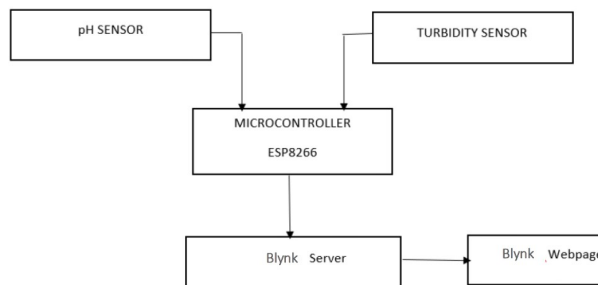 pH SENSOR
TURBIDITY SENSOR
MICROCONTROLLER
ESP8266
Blynk Server
Blynk Webpage